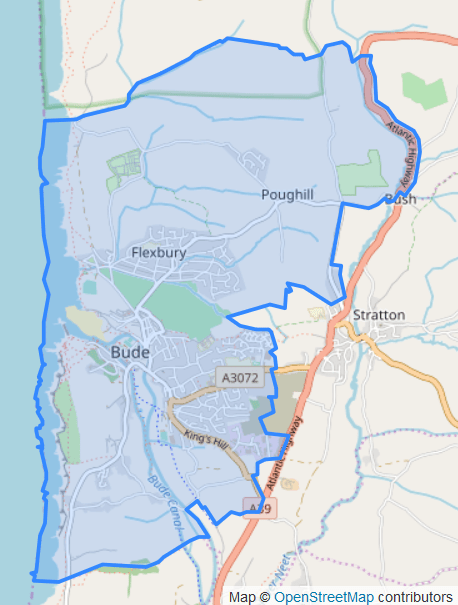 Atlantic Highway
Poughill
Bush
Flexbury
Stratton
Bude
A3072
King's Hill
Atlantic Highway
Bude Canal
A39
Map © OpenStreetMap contributors